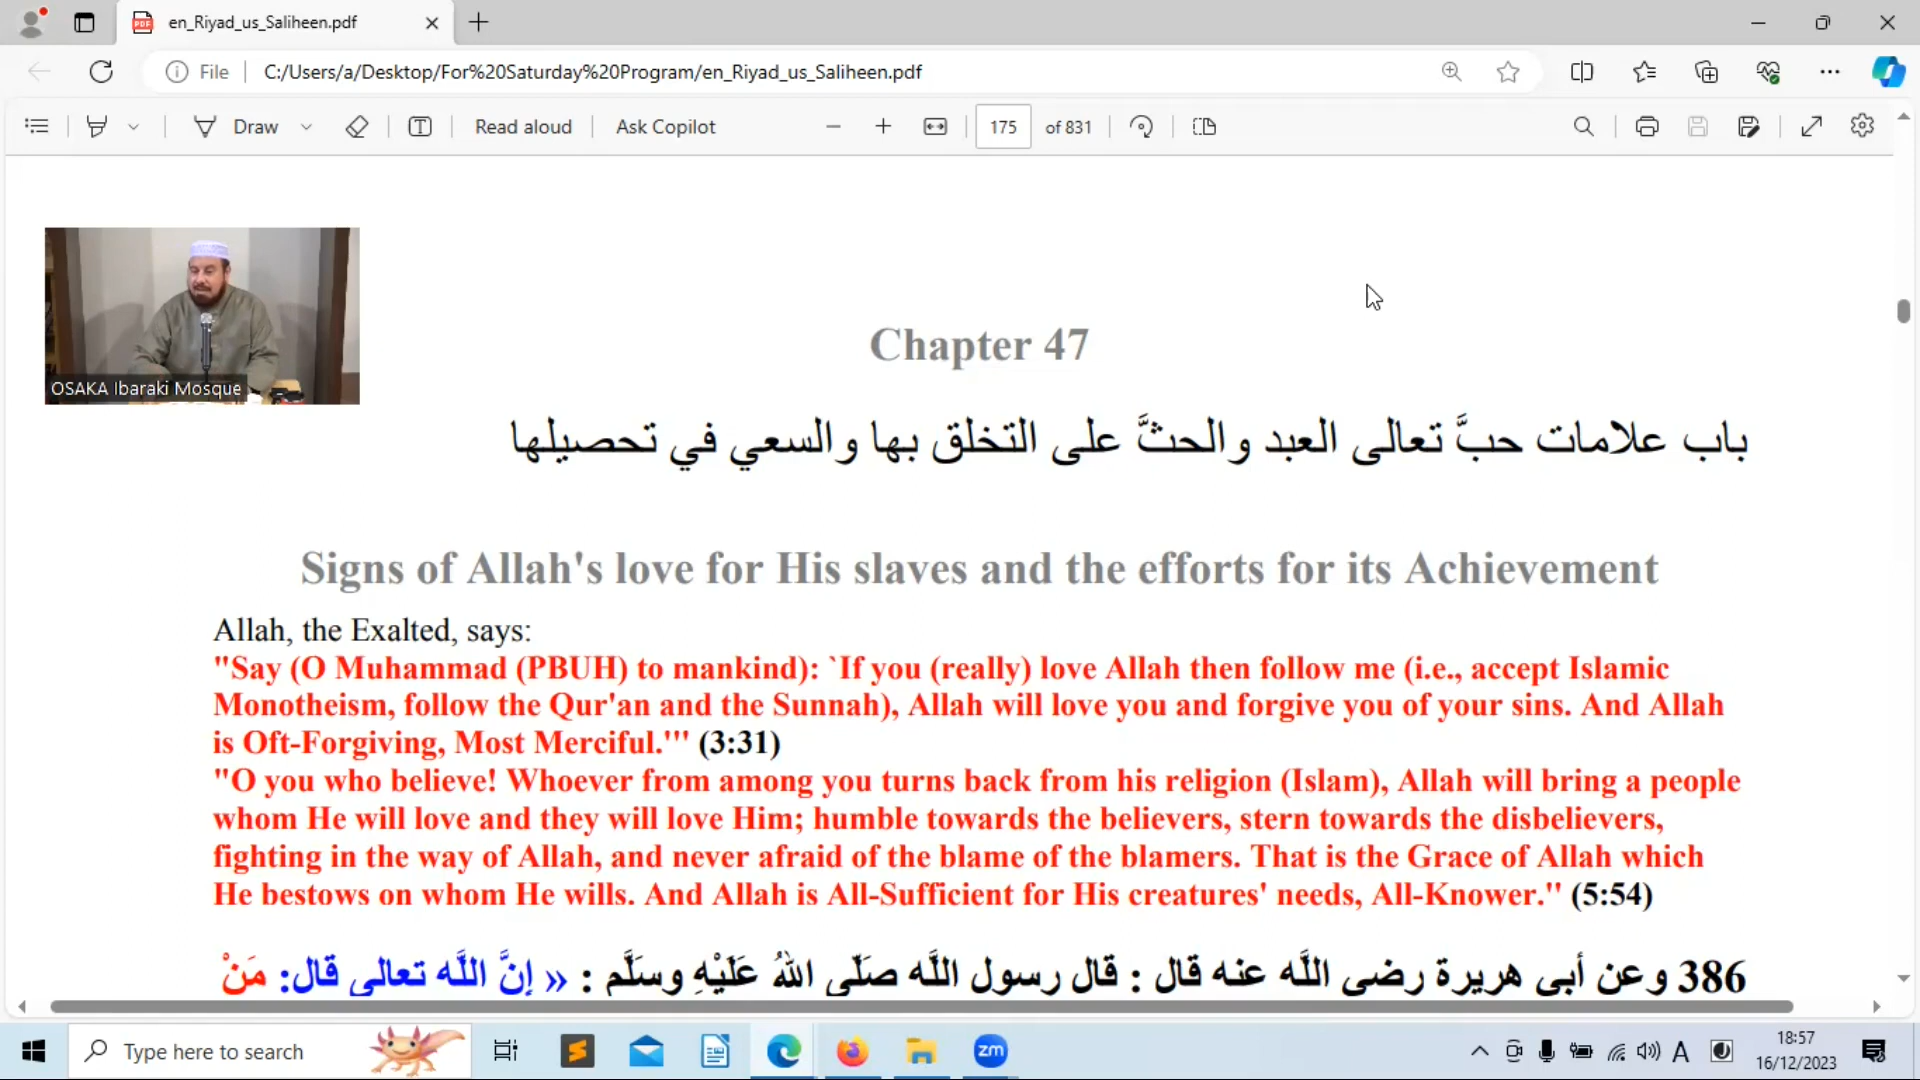 en_Riyad_us_Saliheen.pdf
File
C:/Users/a/Desktop/For%20Saturday%20Program/en_Riyad_us_Saliheen.pdf
Draw
Read aloud
Ask Copilot
175
of 831
OSAKA Ibaraki Mosque
Chapter 47
باب علامات حبَّ تعالى العبد والحثَّ على التخلق بها والسعي في تحصيلها
Signs of Allah's love for His slaves and the efforts for its Achievement
Allah, the Exalted, says:
"Say (O Muhammad (PBUH) to mankind): `If you (really) love Allah then follow me (i.e., accept Islamic
Monotheism, follow the Qur'an and the Sunnah), Allah will love you and forgive you of your sins. And Allah
is Oft-Forgiving, Most Merciful.'" (3:31)
"O you who believe! Whoever from among you turns back from his religion (Islam), Allah will bring a people
whom He will love and they will love Him; humble towards the believers, stern towards the disbelievers,
fighting in the way of Allah, and never afraid of the blame of the blamers. That is the Grace of Allah which
He bestows on whom He wills. And Allah is All-Sufficient for His creatures' needs, All-Knower." (5:54)
386 وعن أبى هريرة رضى اللَّه عنه قال : قال رسول اللَّه صَلّى اللهُ عَلَيْهِ وسَلَّم : « إنَّ اللَّه تعالى قال: مَنْ
Type here to search
zm
A
18:57
16/12/2023